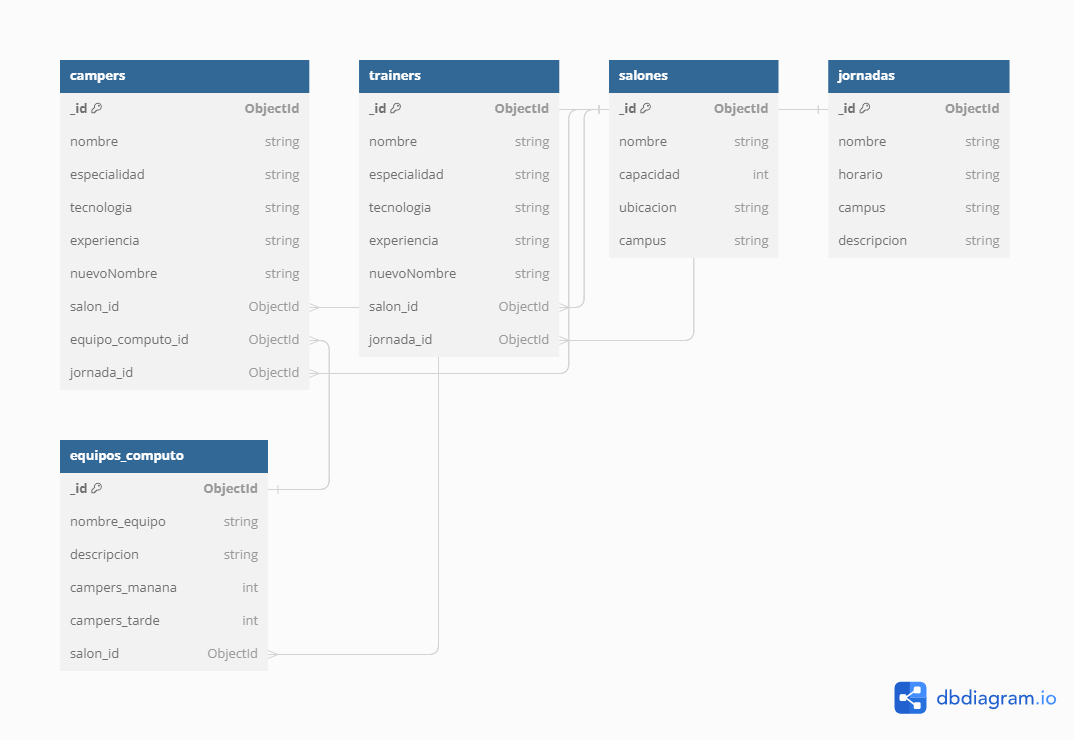 campers
_id ObjectId
nombre string
especialidad string
tecnologia string
experiencia string
nuevoNombre string
salon_id ObjectId
equipo_computo_id ObjectId
jornada_id ObjectId
trainers
_id ObjectId
nombre string
especialidad string
tecnologia string
experiencia string
nuevoNombre string
salon_id ObjectId
jornada_id ObjectId
salones
_id ObjectId
nombre string
capacidad int
ubicacion string
campus string
jornadas
_id ObjectId
nombre string
horario string
campus string
descripcion string
equipos_computo
_id ObjectId
nombre_equipo string
descripcion string
campers_manana int
campers_tarde int
salon_id ObjectId
dbdiagram.io